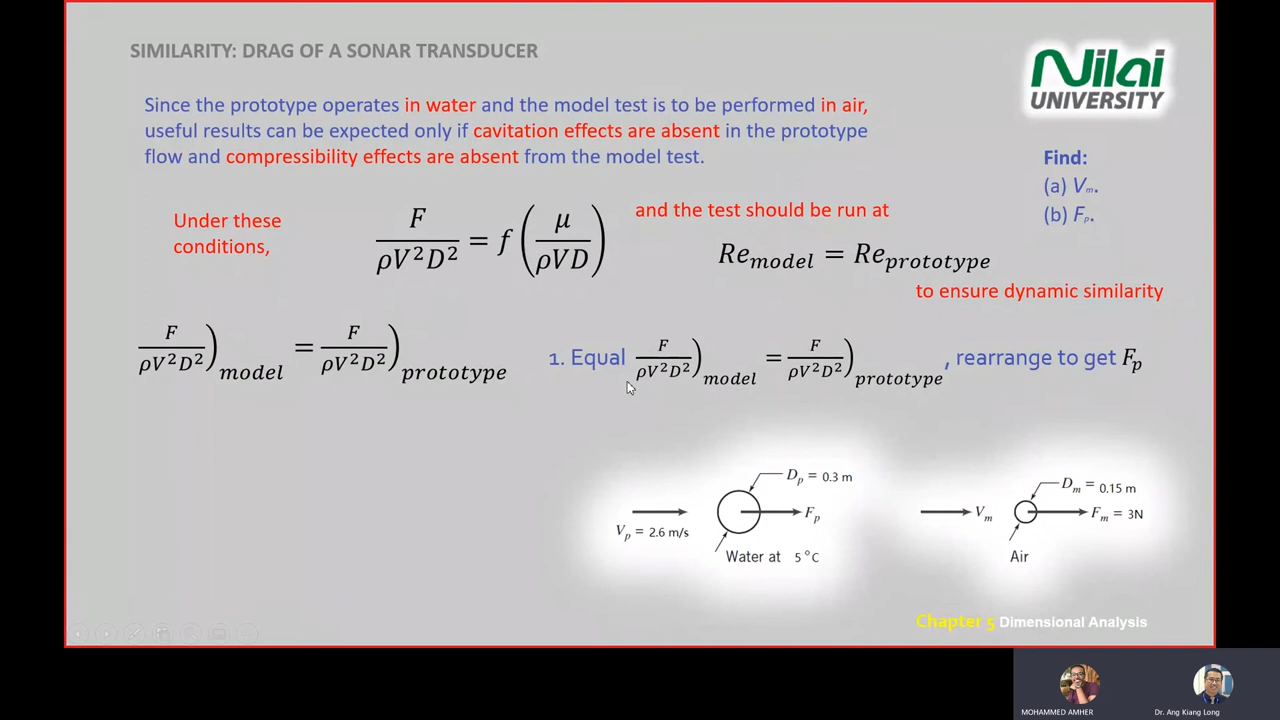 SIMILARITY: DRAG OF A SONAR TRANSDUCER
Nilai
UNIVERSITY
Since the prototype operates in water and the model test is to be performed in air,
useful results can be expected only if cavitation effects are absent in the prototype
flow and compressibility effects are absent from the model test.
Find:
(a) Vₘ.
(b) Fₚ.
Under these
conditions,
F/ρV²D² = f(μ/ρVD)
and the test should be run at
Re_model = Re_prototype
to ensure dynamic similarity
F/ρV²D²)_model = F/ρV²D²)_prototype
1. Equal F/ρV²D²)_model = F/ρV²D²)_prototype , rearrange to get Fₚ
Dₚ = 0.3 m
Fₚ
Vₚ = 2.6 m/s
Water at 5°C
Dₘ = 0.15 m
Vₘ
Fₘ = 3N
Air
Chapter 5 Dimensional Analysis
MOHAMMED AMHER
Dr. Ang Kiang Long